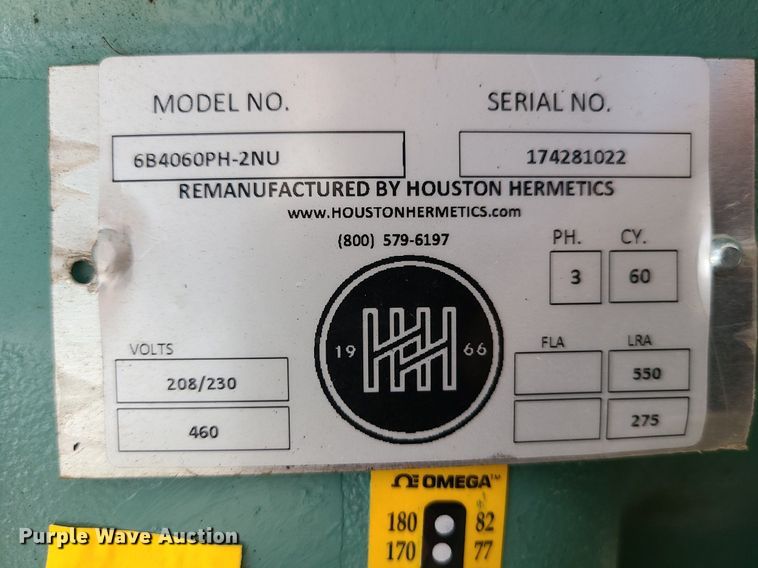 MODEL NO. SERIAL NO.
6B4060PH-2NU 174281022
REMANUFACTURED BY HOUSTON HERMETICS
www.HOUSTONHERMETICS.com
(800) 579-6197
PH. CY.
3 60
19 66
VOLTS FLA LRA
208/230 550
460 275
ΩE OMEGA™
180 82
170 77
Purple Wave Auction